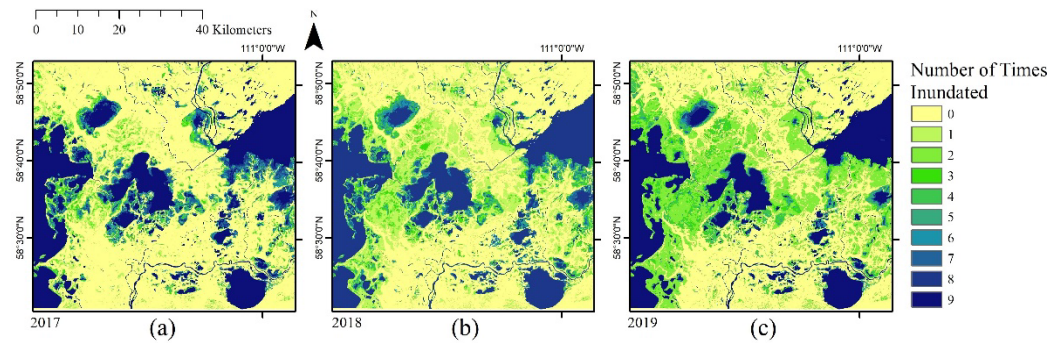 N
0 10 20 40 Kilometers
111°0'0"W 111°0'0"W 111°0'0"W
58°50'0"N 58°50'0"N 58°50'0"N
58°40'0"N 58°40'0"N 58°40'0"N
58°30'0"N 58°30'0"N 58°30'0"N
Number of Times
Inundated
0
1
2
3
4
5
6
7
8
9
2017 (a) 2018 (b) 2019 (c)